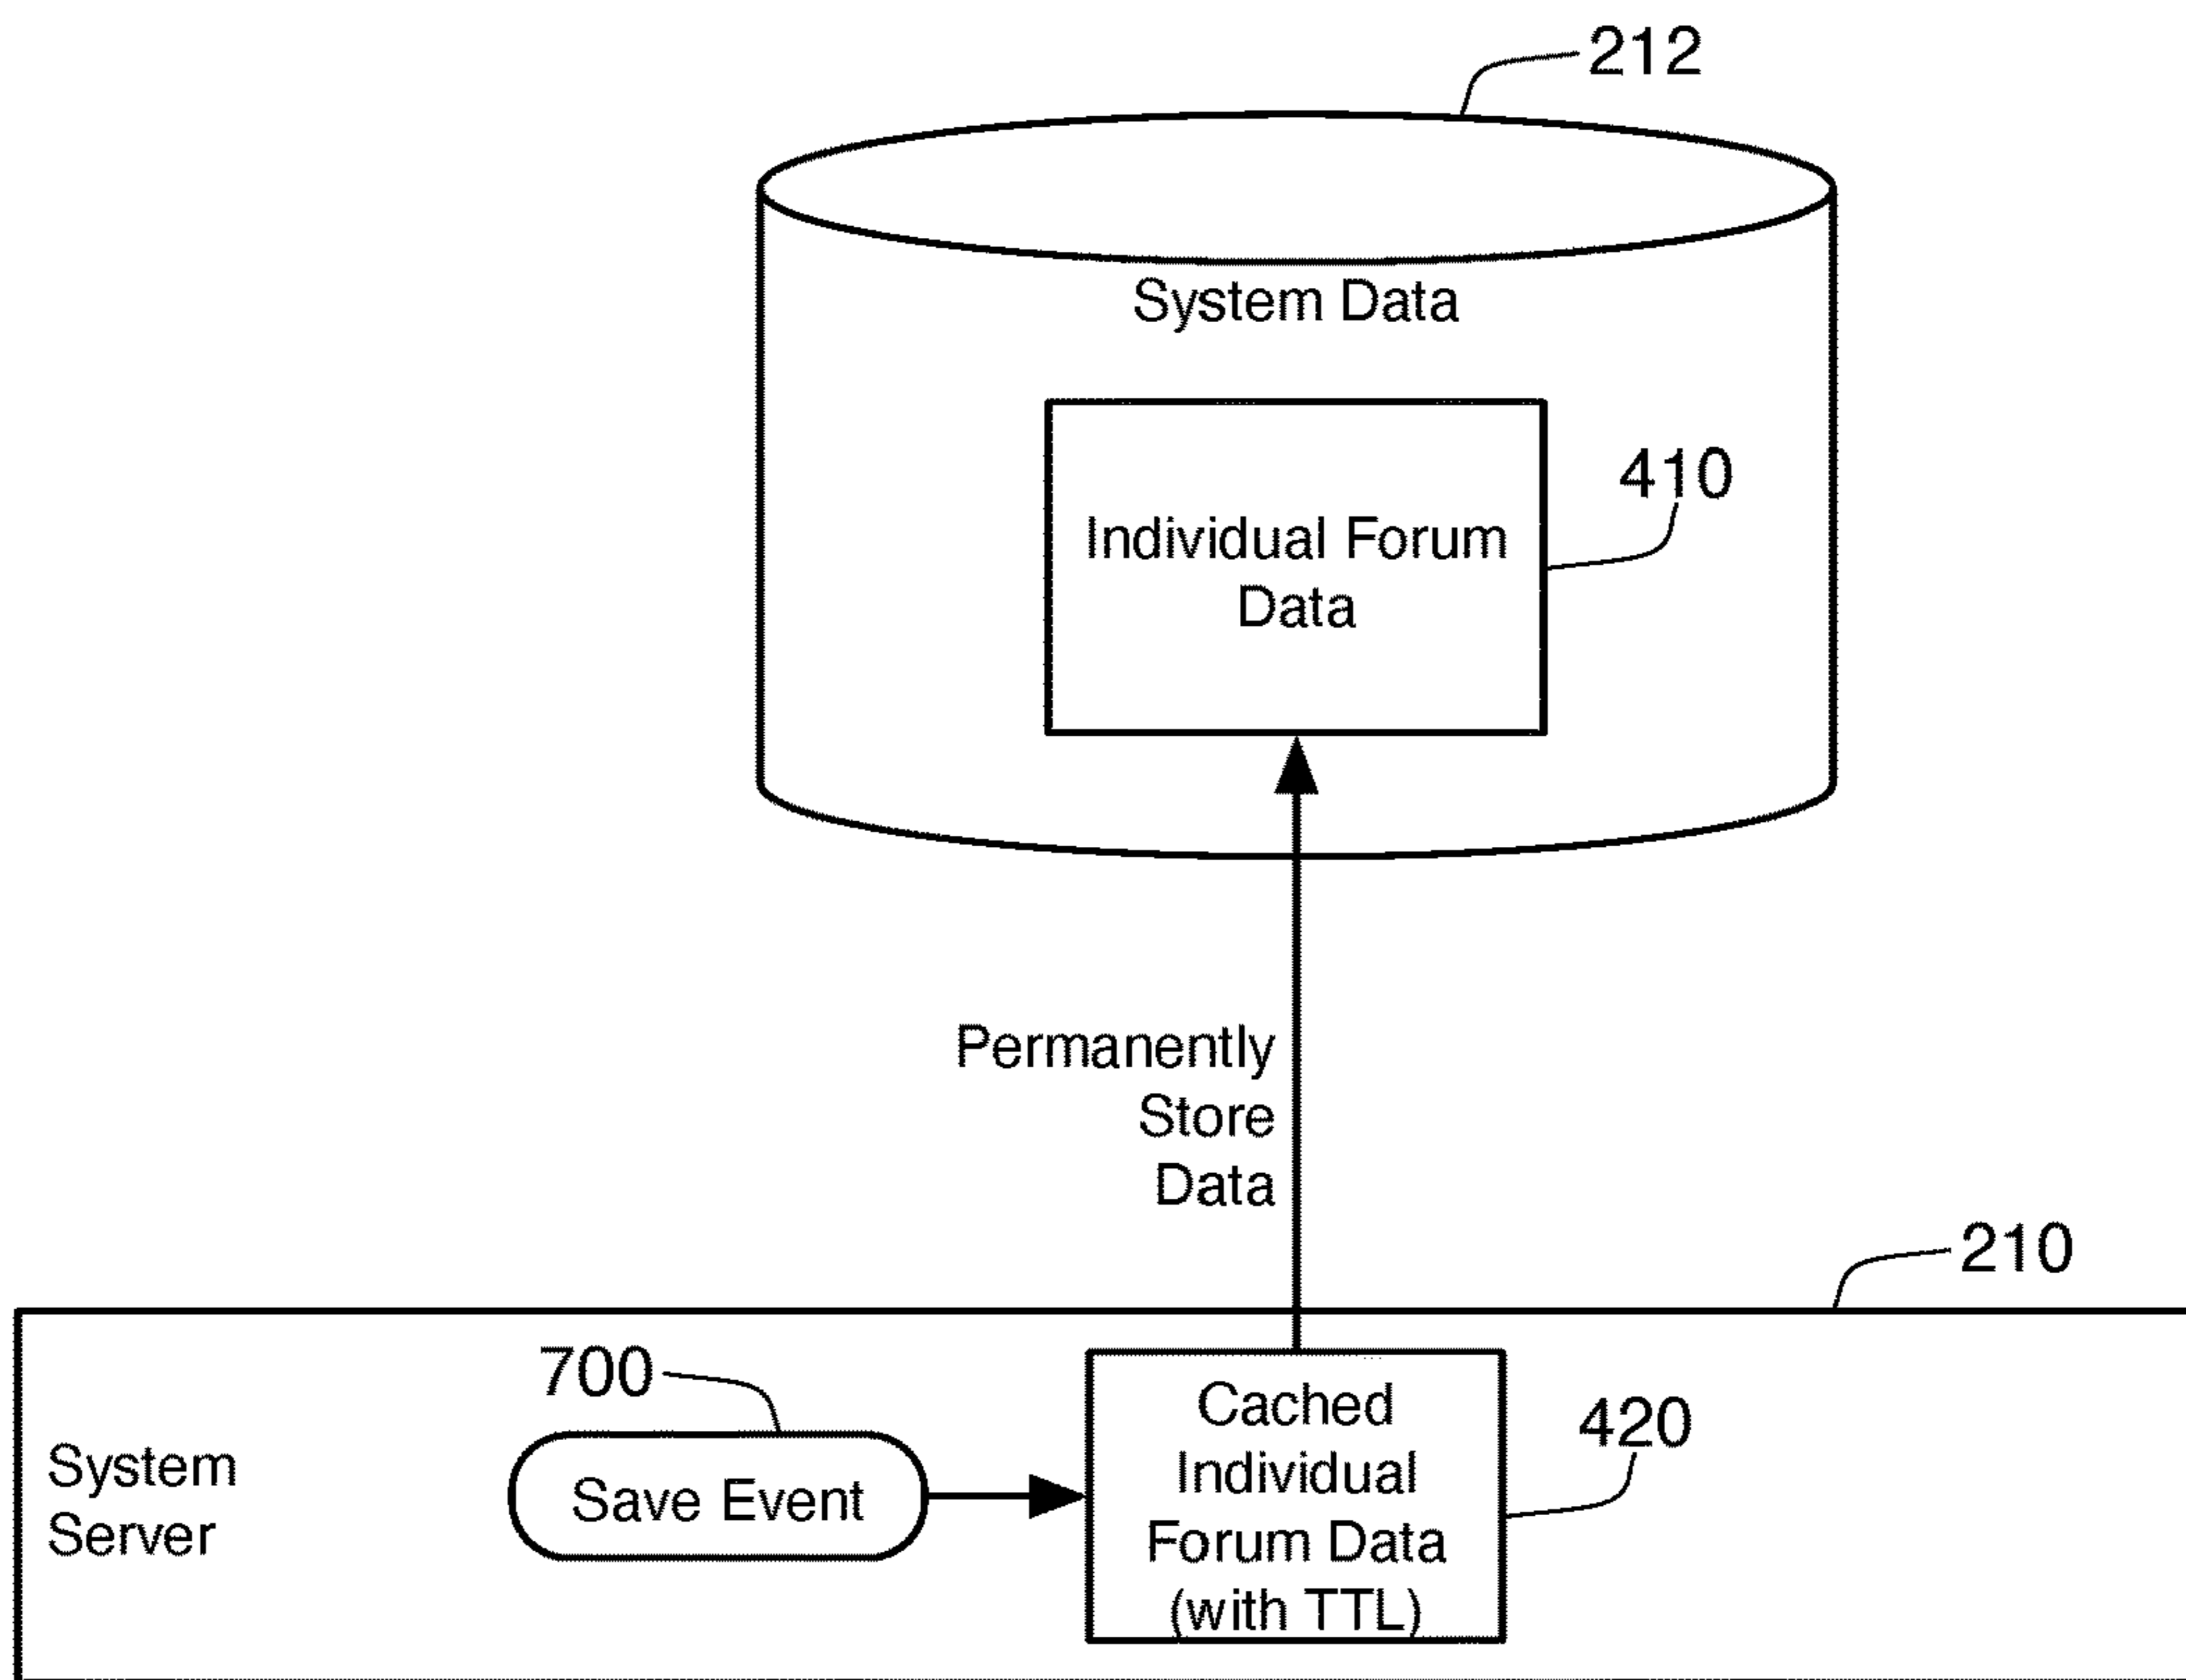 212
System Data
410
Individual Forum
Data
Permanently
Store
Data
210
700
Cached
Individual
Forum Data
(with TTL)
420
System
Server
Save Event